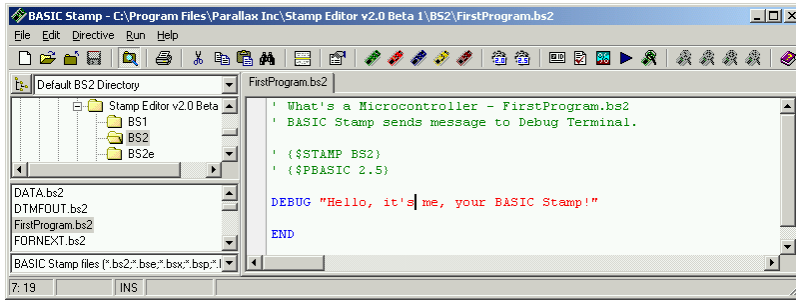 BASIC Stamp - C:\Program Files\Parallax Inc\Stamp Editor v2.0 Beta 1\BS2\FirstProgram.bs2
File Edit Directive Run Help
Default BS2 Directory
Stamp Editor v2.0 Beta
BS1
BS2
BS2e
DATA.bs2
DTMFOUT.bs2
FirstProgram.bs2
FORNEXT.bs2
BASIC Stamp files (*.bs2;*.bse;*.bsx;*.bsp;*.
FirstProgram.bs2
' What's a Microcontroller - FirstProgram.bs2
' BASIC Stamp sends message to Debug Terminal.
' {$STAMP BS2}
' {$PBASIC 2.5}
DEBUG "Hello, it's me, your BASIC Stamp!"
END
7: 19 INS